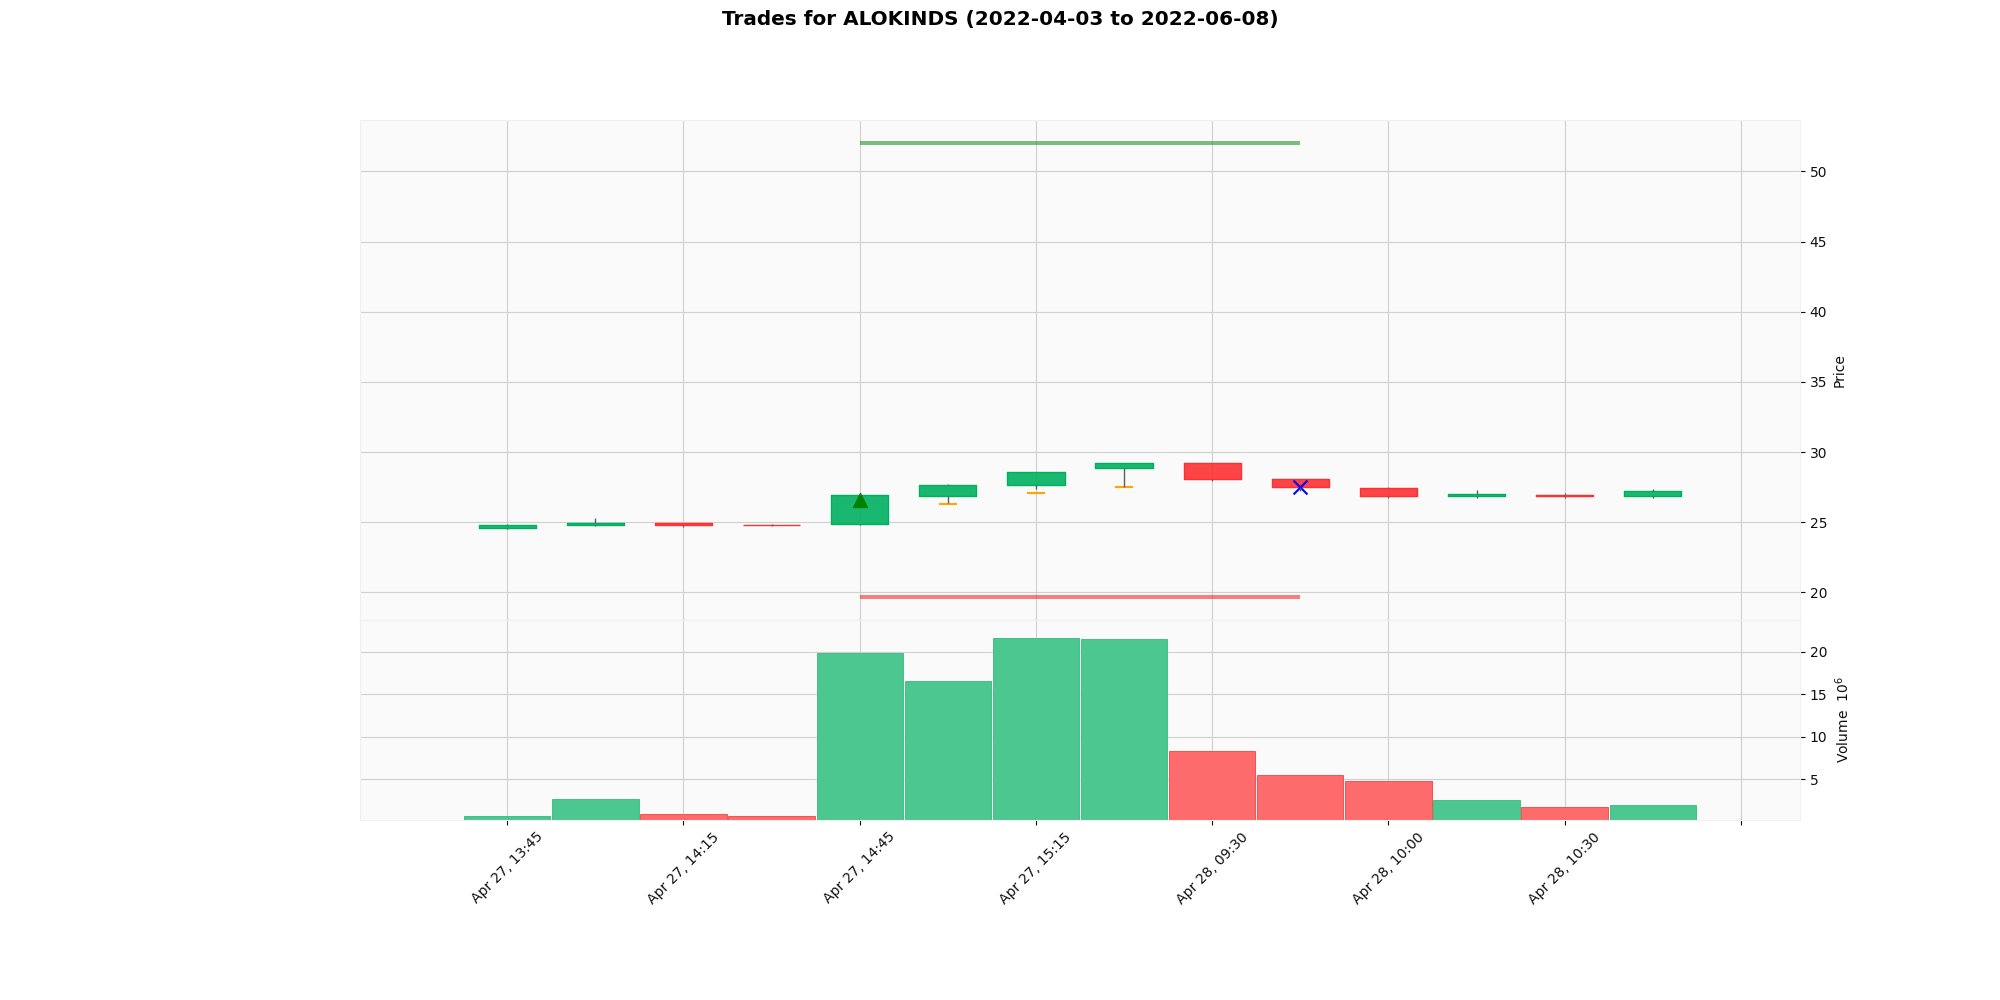 Trades for ALOKINDS (2022-04-03 to 2022-06-08)
50
45
40
35
30
25
20
Price
20
15
10
5
Volume 10^6
Apr 27, 13:45
Apr 27, 14:15
Apr 27, 14:45
Apr 27, 15:15
Apr 28, 09:30
Apr 28, 10:00
Apr 28, 10:30